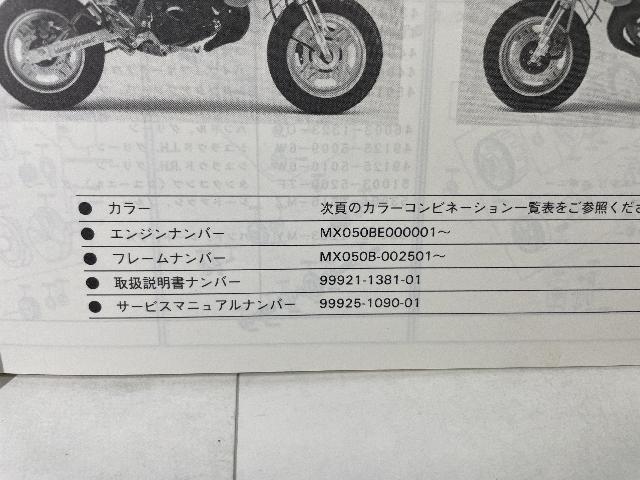 ● カラー 次頁のカラーコンビネーション一覧表をご参照くださ
● エンジンナンバー MX050BE000001～
● フレームナンバー MX050B-002501～
● 取扱説明書ナンバー 99921-1381-01
● サービスマニュアルナンバー 99925-1090-01